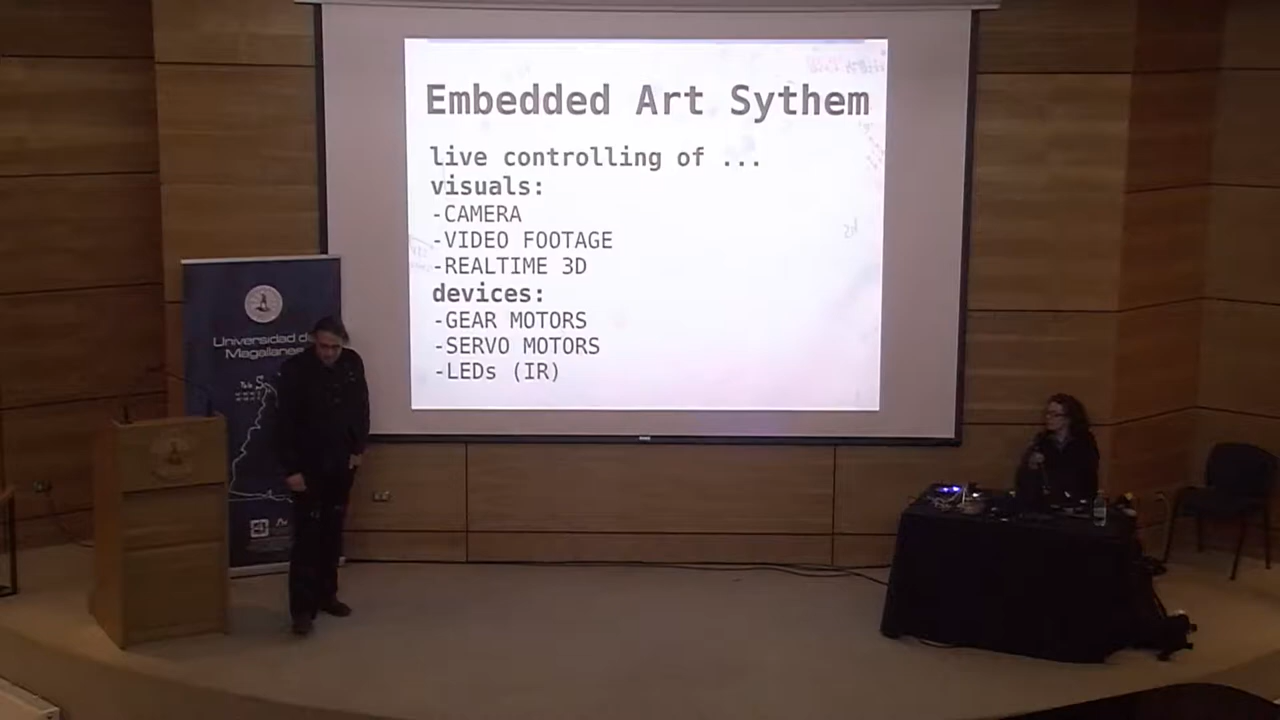 Embedded Art Sythem
live controlling of ...
visuals:
-CAMERA
-VIDEO FOOTAGE
-REALTIME 3D
devices:
-GEAR MOTORS
-SERVO MOTORS
-LEDs (IR)
Universidad de
Magallanes